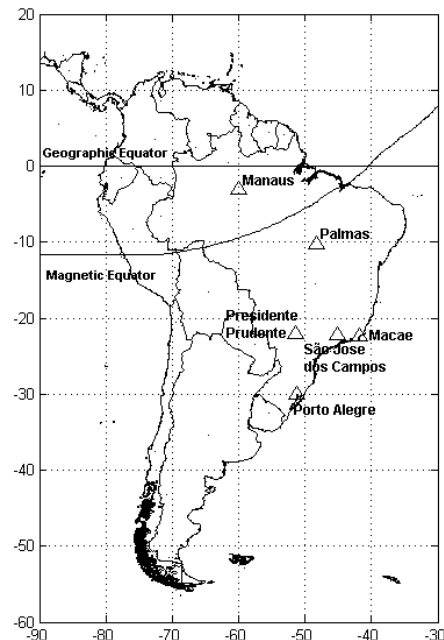 20
10
0
-10
-20
-30
-40
-50
-60
Geographic Equator
Manaus
Palmas
Magnetic Equator
Presidente
Prudente
Macae
São Jose
dos Campos
Porto Alegre
-90 -80 -70 -60 -50 -40 -30